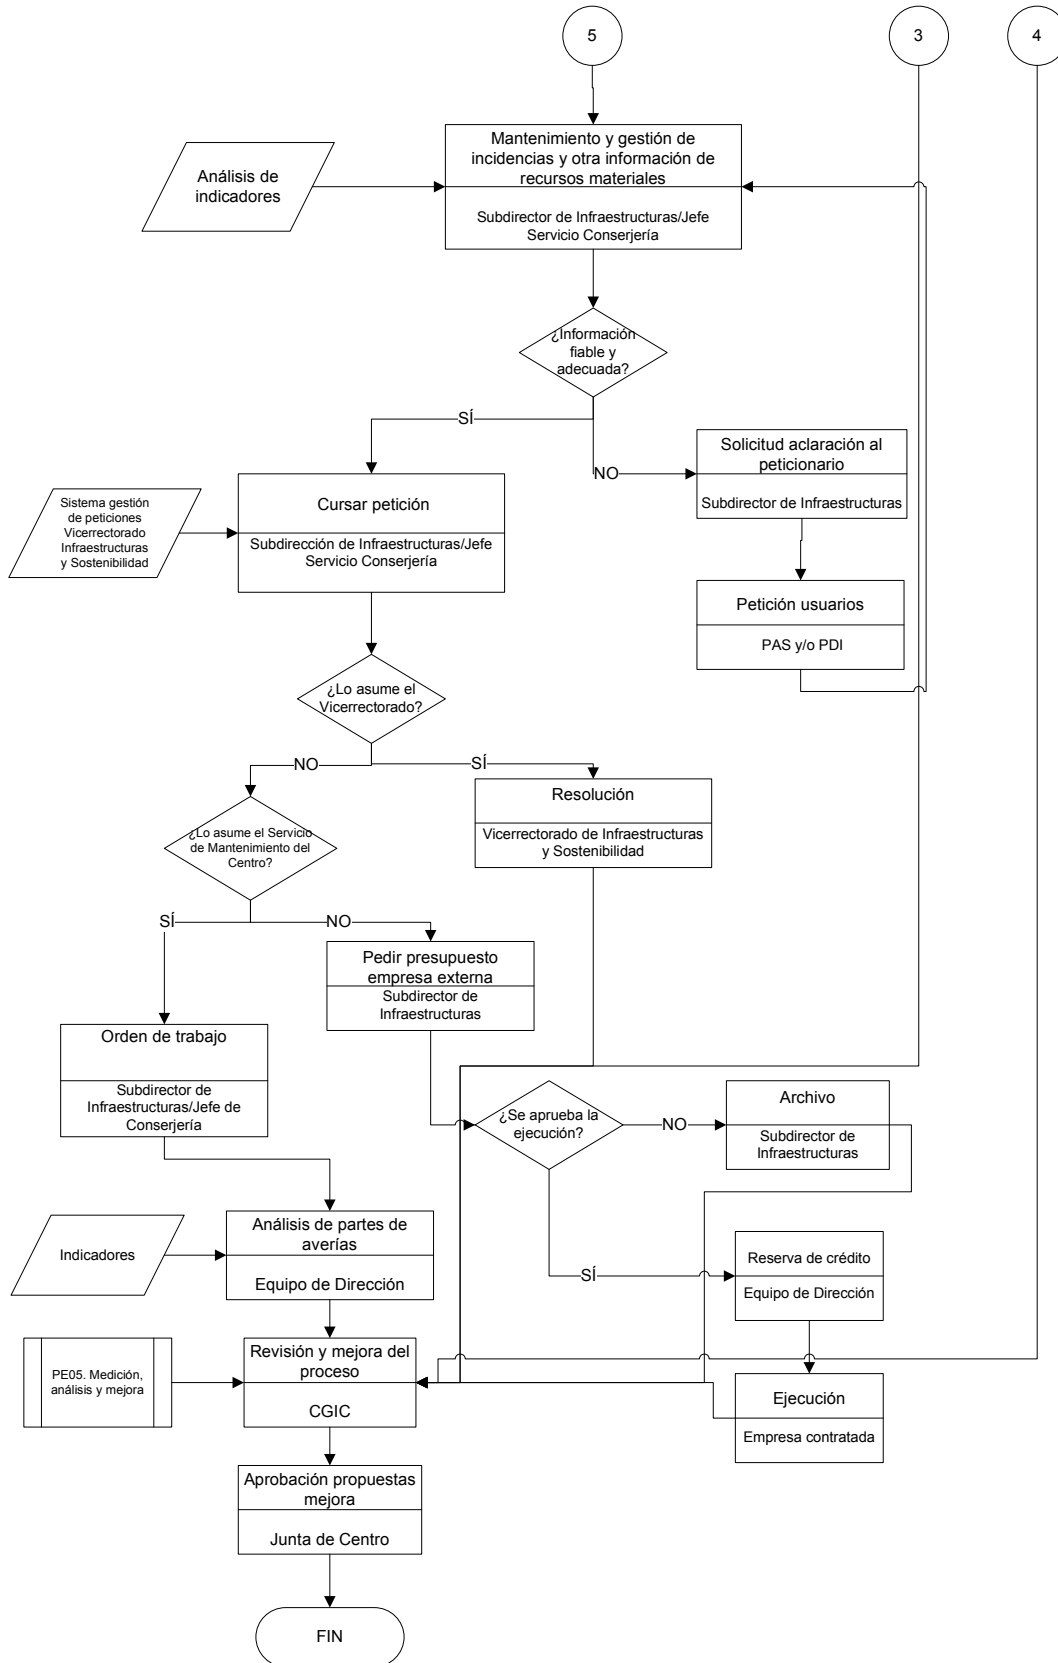 5
3
4
Mantenimiento y gestión de
incidencias y otra información de
recursos materiales
Subdirector de Infraestructuras/Jefe
Servicio Conserjería
Análisis de
indicadores
¿Información
fiable y
adecuada?
SÍ
NO
Solicitud aclaración al
peticionario
Subdirector de Infraestructuras
Cursar petición
Subdirección de Infraestructuras/Jefe
Servicio Conserjería
Sistema gestión
de peticiones
Vicerrectorado
Infraestructuras
y Sostenibilidad
Petición usuarios
PAS y/o PDI
¿Lo asume el
Vicerrectorado?
NO
SÍ
Resolución
Vicerrectorado de Infraestructuras
y Sostenibilidad
¿Lo asume el Servicio
de Mantenimiento del
Centro?
SÍ
NO
Pedir presupuesto
empresa externa
Subdirector de
Infraestructuras
Orden de trabajo
Subdirector de
Infraestructuras/Jefe de
Conserjería
¿Se aprueba la
ejecución?
NO
Archivo
Subdirector de
Infraestructuras
Análisis de partes de
averías
Equipo de Dirección
Indicadores
SÍ
Reserva de crédito
Equipo de Dirección
Revisión y mejora del
proceso
CGIC
PE05. Medición,
análisis y mejora
Ejecución
Empresa contratada
Aprobación propuestas
mejora
Junta de Centro
FIN